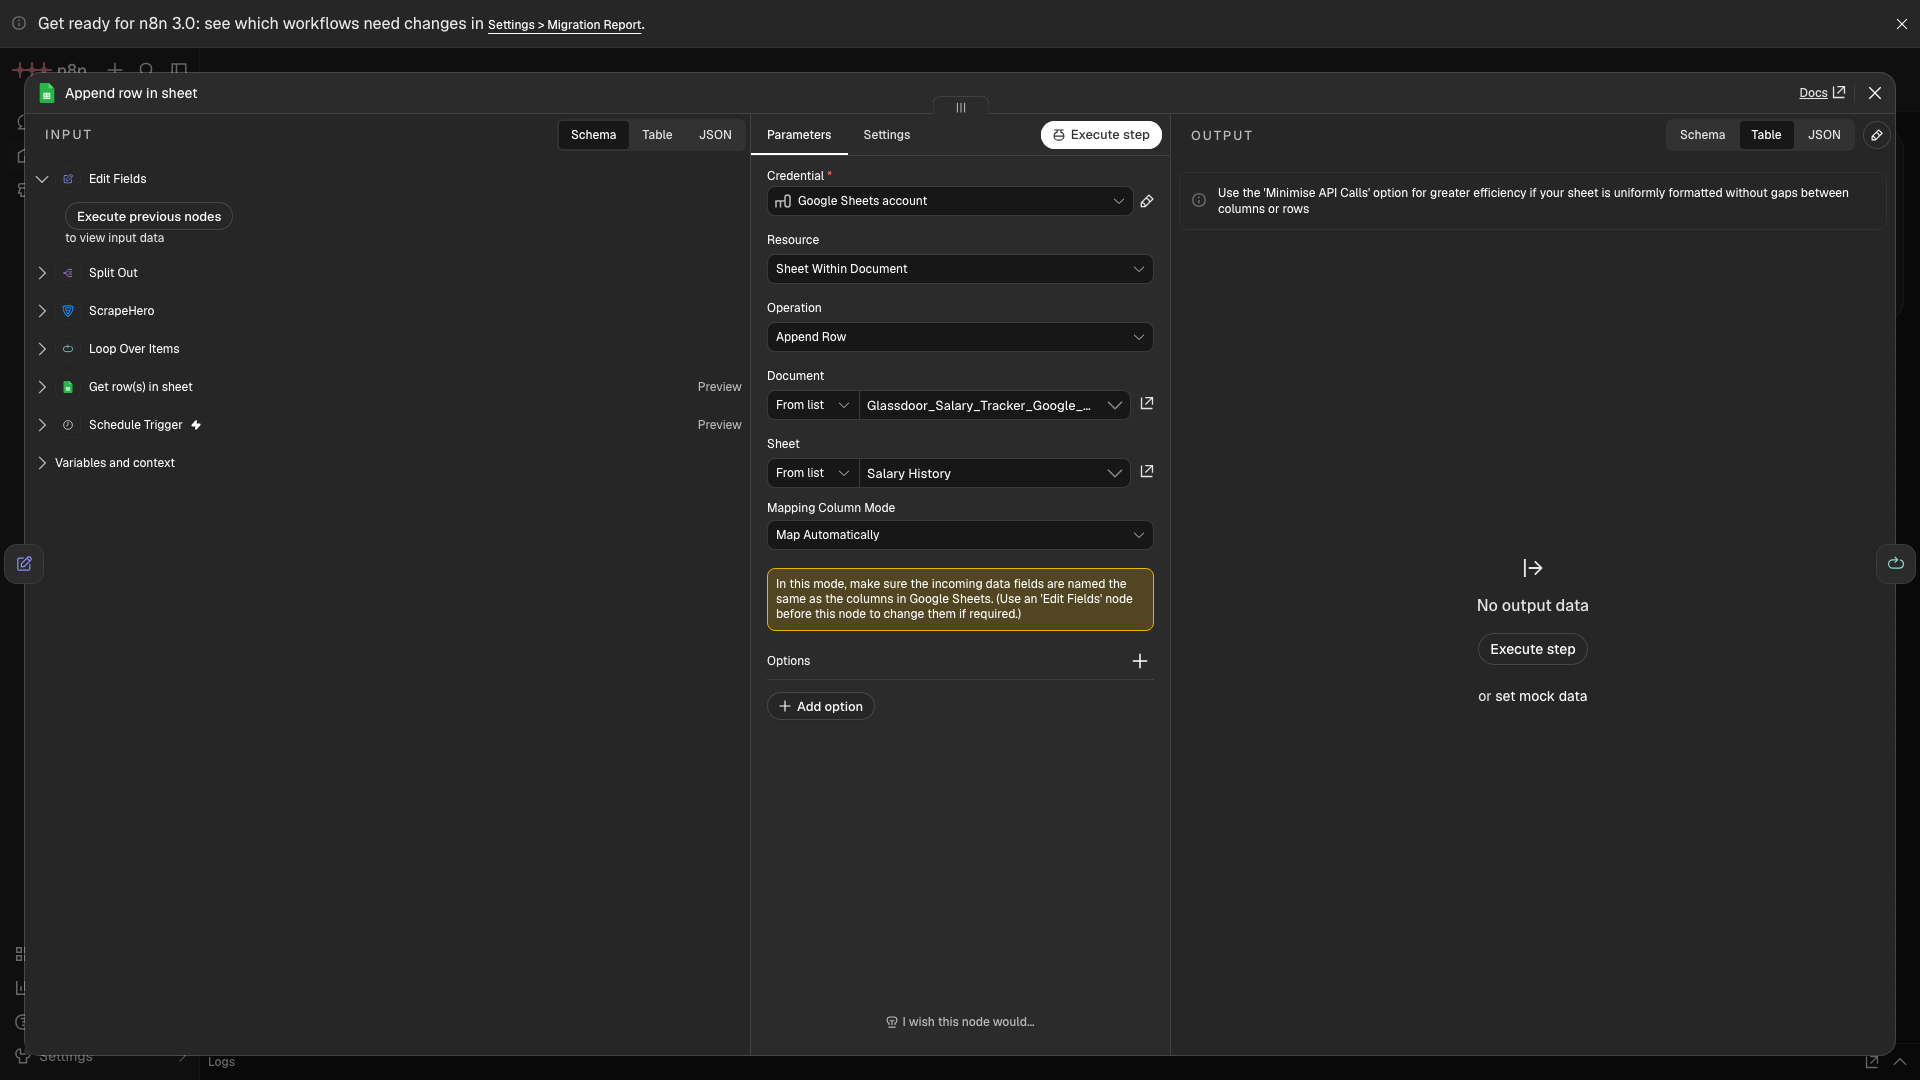 Get ready for n8n 3.0: see which workflows need changes in Settings > Migration Report.
n8n
Append row in sheet
Docs
INPUT
Schema
Table
JSON
Edit Fields
Execute previous nodes
to view input data
Split Out
ScrapeHero
Loop Over Items
Get row(s) in sheet
Preview
Schedule Trigger
Preview
Variables and context
Parameters
Settings
Execute step
Credential *
Google Sheets account
Resource
Sheet Within Document
Operation
Append Row
Document
From list
Glassdoor_Salary_Tracker_Google_...
Sheet
From list
Salary History
Mapping Column Mode
Map Automatically
In this mode, make sure the incoming data fields are named the
same as the columns in Google Sheets. (Use an 'Edit Fields' node
before this node to change them if required.)
Options
Add option
I wish this node would...
OUTPUT
Schema
Table
JSON
Use the 'Minimise API Calls' option for greater efficiency if your sheet is uniformly formatted without gaps between
columns or rows
No output data
Execute step
or set mock data
Settings
Logs